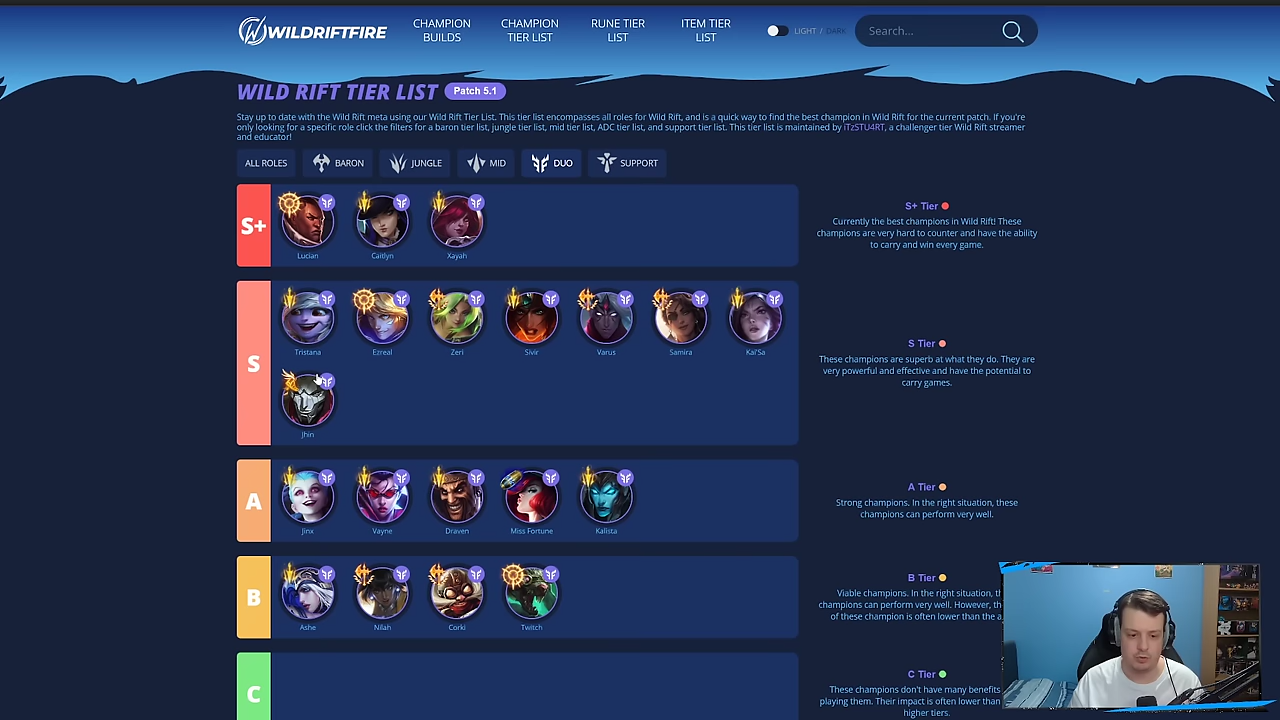 WILDRIFTFIRE
CHAMPION
BUILDS
CHAMPION
TIER LIST
RUNE TIER
LIST
ITEM TIER
LIST
LIGHT / DARK
Search...
WILD RIFT TIER LIST
Patch 5.1
Stay up to date with the Wild Rift meta using our Wild Rift Tier List. This tier list encompasses all roles for Wild Rift, and is a quick way to find the best champion in Wild Rift for the current patch. If you're
only looking for a specific role click the filters for a baron tier list, jungle tier list, mid tier list, ADC tier list, and support tier list. This tier list is maintained by iTzSTU4RT, a challenger tier Wild Rift streamer
and educator!
ALL ROLES
BARON
JUNGLE
MID
DUO
SUPPORT
S+
Lucian
Caitlyn
Xayah
S+ Tier
Currently the best champions in Wild Rift! These
champions are very hard to counter and have the ability
to carry and win every game.
S
Tristana
Ezreal
Zeri
Sivir
Varus
Samira
Kai'Sa
Jhin
S Tier
These champions are superb at what they do. They are
very powerful and effective and have the potential to
carry games.
A
Jinx
Vayne
Draven
Miss Fortune
Kalista
A Tier
Strong champions. In the right situation, these
champions can perform very well.
B
Ashe
Nilah
Corki
Twitch
B Tier
Viable champions. In the right situation, th
champions can perform very well. However, th
of these champion is often lower than the a
C
C Tier
These champions don't have many benefits
playing them. Their impact is often lower than
higher tiers.